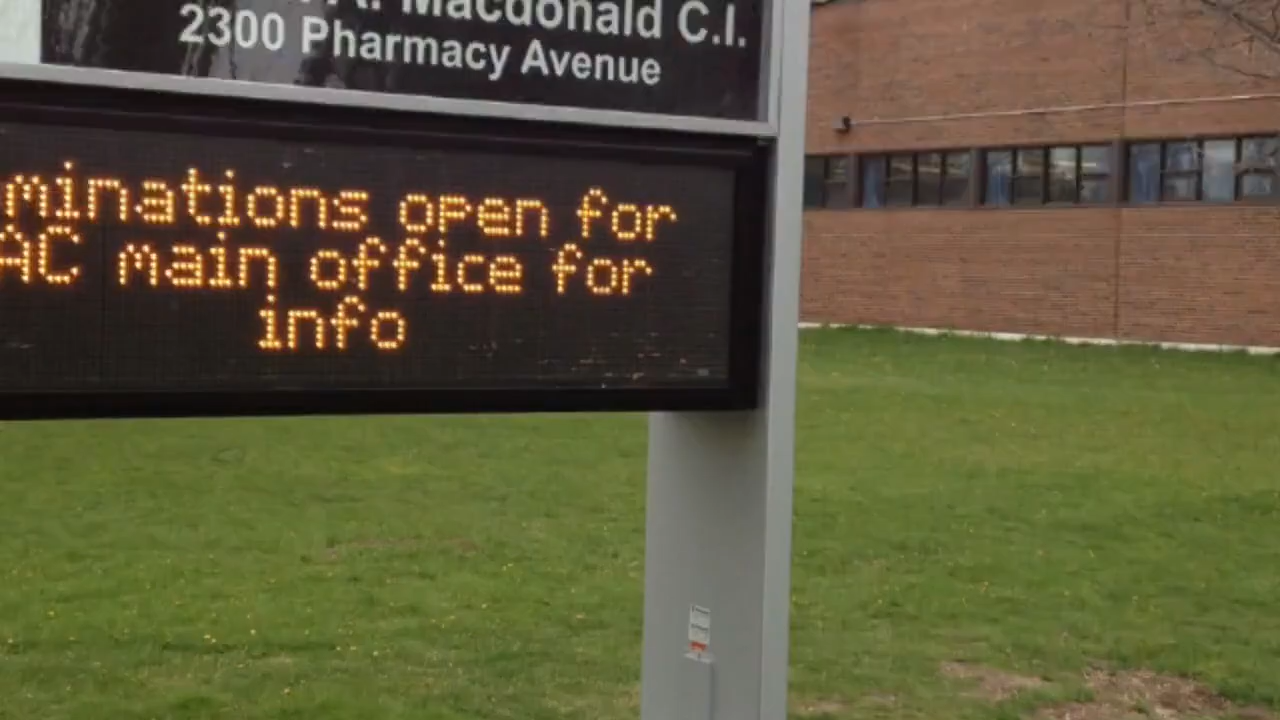 Macdonald C.I.
2300 Pharmacy Avenue
minations open for
AC main office for
info